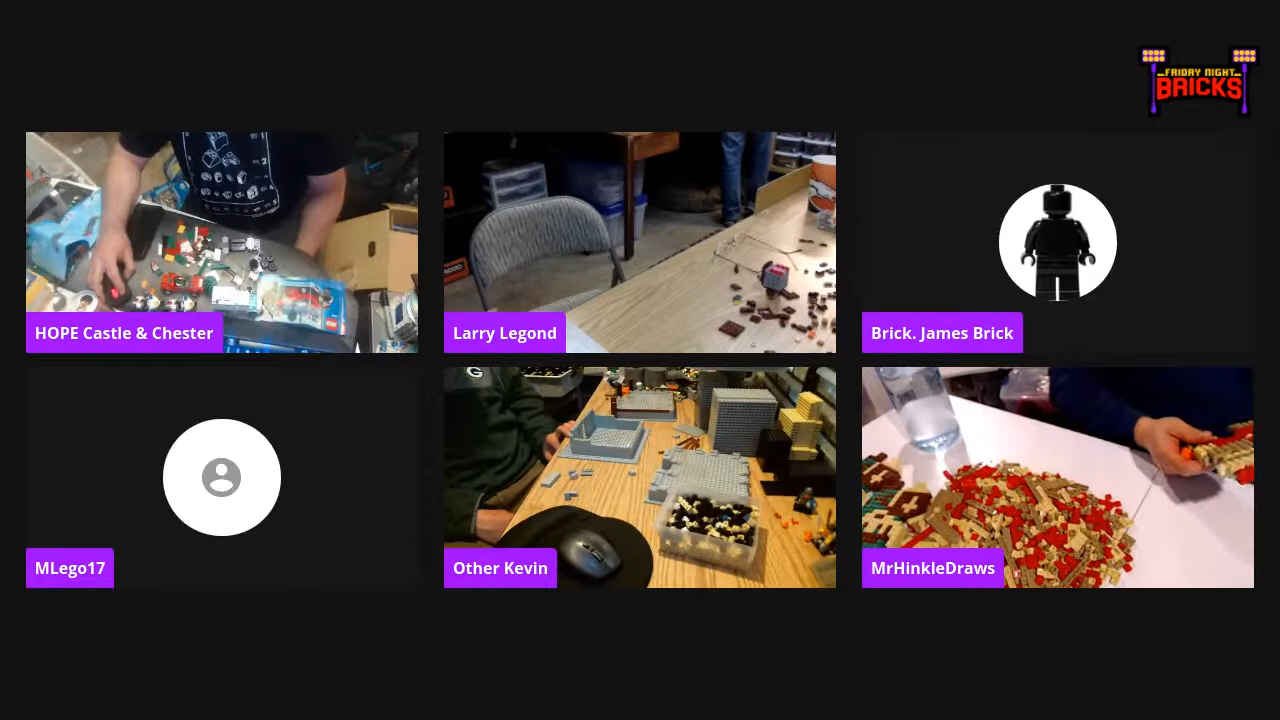 FRIDAY NIGHT
BRICKS
HOPE Castle & Chester
Larry Legond
Brick. James Brick
MLego17
Other Kevin
MrHinkleDraws